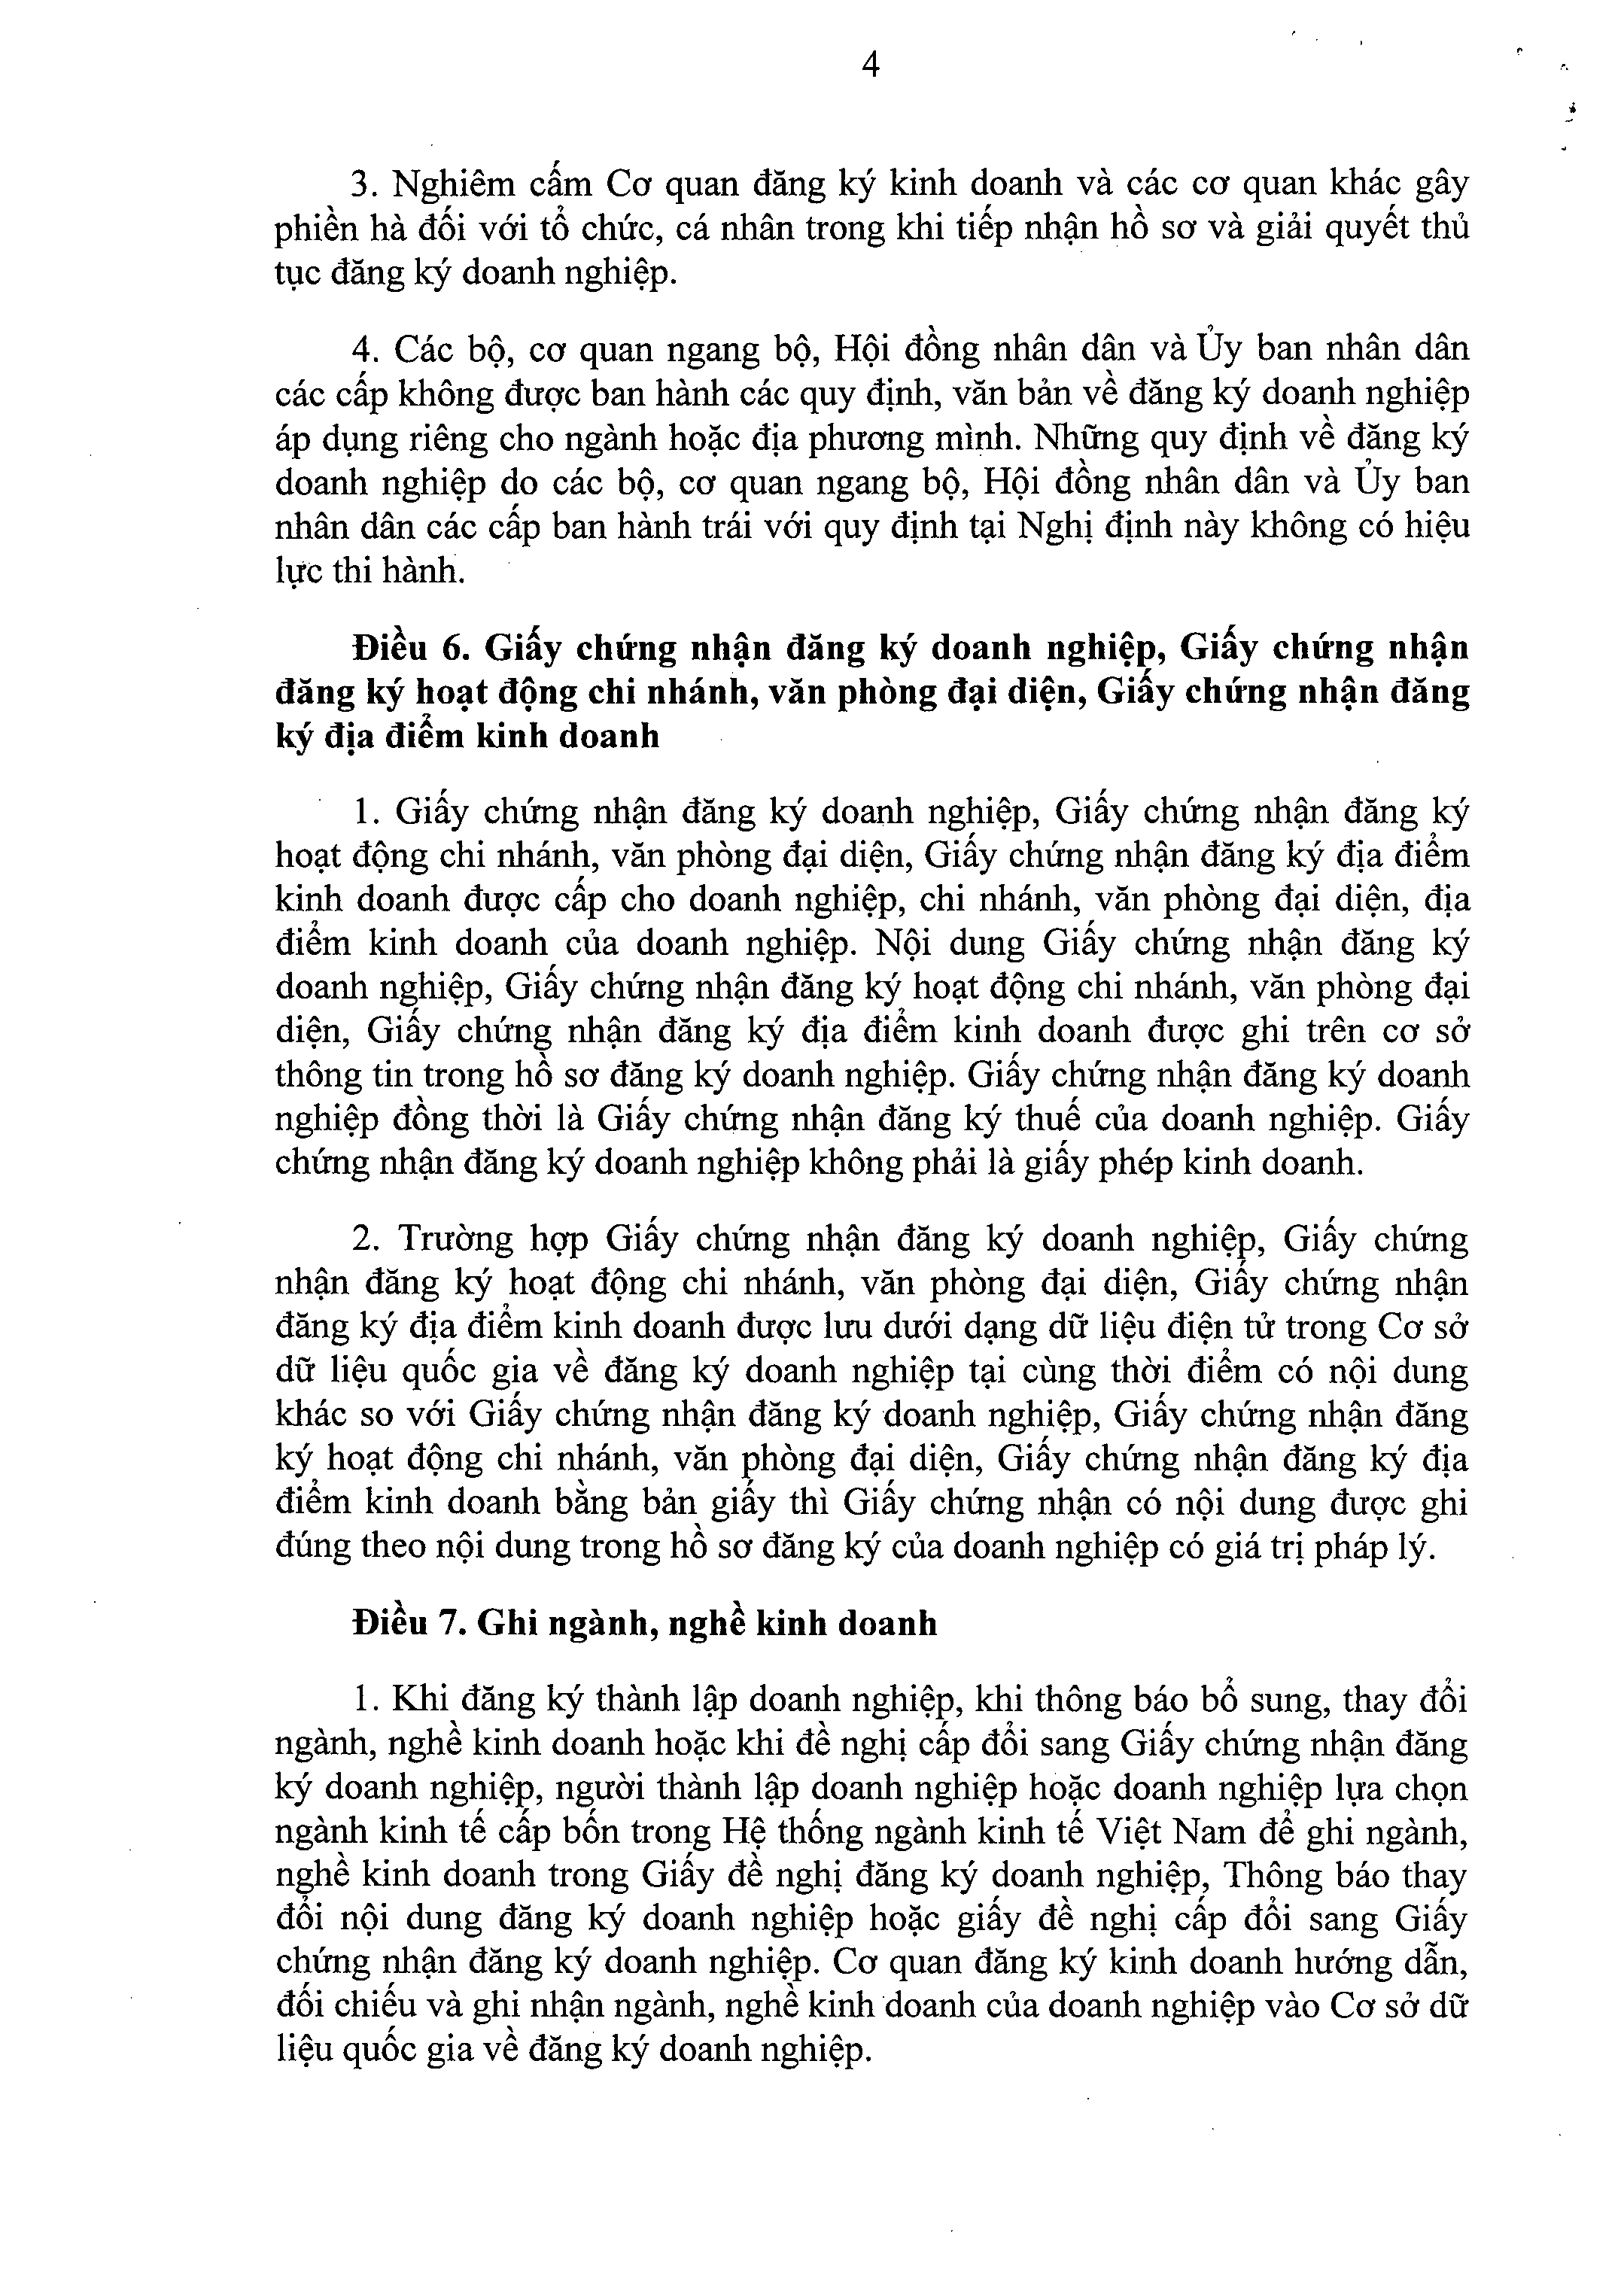 4
3. Nghiêm cấm Cơ quan đăng ký kinh doanh và các cơ quan khác gây
phiền hà đối với tổ chức, cá nhân trong khi tiếp nhận hồ sơ và giải quyết thủ
tục đăng ký doanh nghiệp.
4. Các bộ, cơ quan ngang bộ, Hội đồng nhân dân và Ủy ban nhân dân
các cấp không được ban hành các quy định, văn bản về đăng ký doanh nghiệp
áp dụng riêng cho ngành hoặc địa phương mình. Những quy định về đăng ký
doanh nghiệp do các bộ, cơ quan ngang bộ, Hội đồng nhân dân và Ủy ban
nhân dân các cấp ban hành trái với quy định tại Nghị định này không có hiệu
lực thi hành.
Điều 6. Giấy chứng nhận đăng ký doanh nghiệp, Giấy chứng nhận
đăng ký hoạt động chi nhánh, văn phòng đại diện, Giấy chứng nhận đăng
ký địa điểm kinh doanh
1. Giấy chứng nhận đăng ký doanh nghiệp, Giấy chứng nhận đăng ký
hoạt động chi nhánh, văn phòng đại diện, Giấy chứng nhận đăng ký địa điểm
kinh doanh được cấp cho doanh nghiệp, chi nhánh, văn phòng đại diện, địa
điểm kinh doanh của doanh nghiệp. Nội dung Giấy chứng nhận đăng ký
doanh nghiệp, Giấy chứng nhận đăng ký hoạt động chi nhánh, văn phòng đại
diện, Giấy chứng nhận đăng ký địa điểm kinh doanh được ghi trên cơ sở
thông tin trong hồ sơ đăng ký doanh nghiệp. Giấy chứng nhận đăng ký doanh
nghiệp đồng thời là Giấy chứng nhận đăng ký thuế của doanh nghiệp. Giấy
chứng nhận đăng ký doanh nghiệp không phải là giấy phép kinh doanh.
2. Trường hợp Giấy chứng nhận đăng ký doanh nghiệp, Giấy chứng
nhận đăng ký hoạt động chi nhánh, văn phòng đại diện, Giấy chứng nhận
đăng ký địa điểm kinh doanh được lưu dưới dạng dữ liệu điện tử trong Cơ sở
dữ liệu quốc gia về đăng ký doanh nghiệp tại cùng thời điểm có nội dung
khác so với Giấy chứng nhận đăng ký doanh nghiệp, Giấy chứng nhận đăng
ký hoạt động chi nhánh, văn phòng đại diện, Giấy chứng nhận đăng ký địa
điểm kinh doanh bằng bản giấy thì Giấy chứng nhận có nội dung được ghi
đúng theo nội dung trong hồ sơ đăng ký của doanh nghiệp có giá trị pháp lý.
Điều 7. Ghi ngành, nghề kinh doanh
1. Khi đăng ký thành lập doanh nghiệp, khi thông báo bổ sung, thay đổi
ngành, nghề kinh doanh hoặc khi đề nghị cấp đổi sang Giấy chứng nhận đăng
ký doanh nghiệp, người thành lập doanh nghiệp hoặc doanh nghiệp lựa chọn
ngành kinh tế cấp bốn trong Hệ thống ngành kinh tế Việt Nam để ghi ngành,
nghề kinh doanh trong Giấy đề nghị đăng ký doanh nghiệp, Thông báo thay
đổi nội dung đăng ký doanh nghiệp hoặc giấy đề nghị cấp đổi sang Giấy
chứng nhận đăng ký doanh nghiệp. Cơ quan đăng ký kinh doanh hướng dẫn,
đối chiếu và ghi nhận ngành, nghề kinh doanh của doanh nghiệp vào Cơ sở dữ
liệu quốc gia về đăng ký doanh nghiệp.